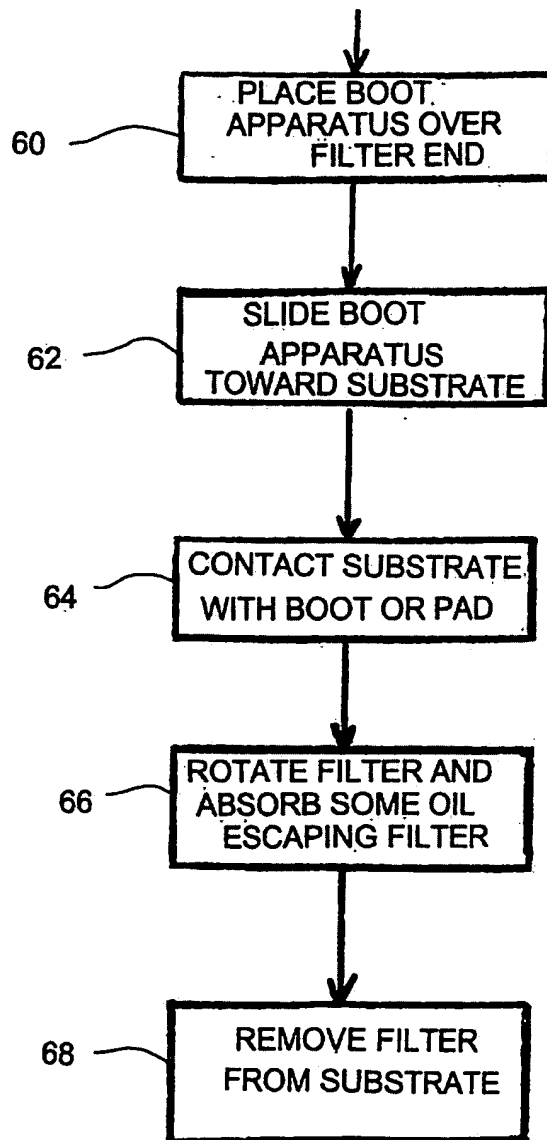 PLACE BOOT
APPARATUS OVER
FILTER END
60
SLIDE BOOT
APPARATUS
TOWARD SUBSTRATE
62
CONTACT SUBSTRATE
WITH BOOT OR PAD
64
ROTATE FILTER AND
ABSORB SOME OIL
ESCAPING FILTER
66
REMOVE FILTER
FROM SUBSTRATE
68